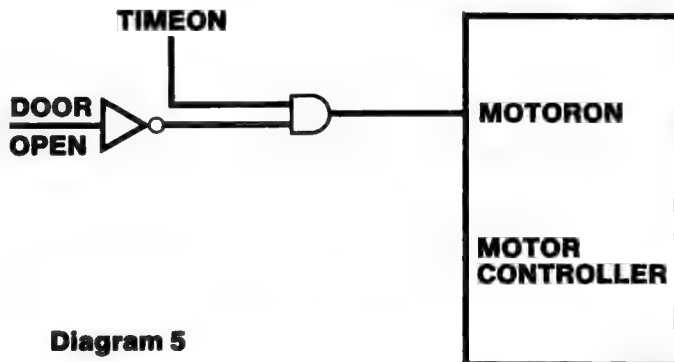 TIMEON
DOOR
OPEN
MOTORON
MOTOR
CONTROLLER
Diagram 5